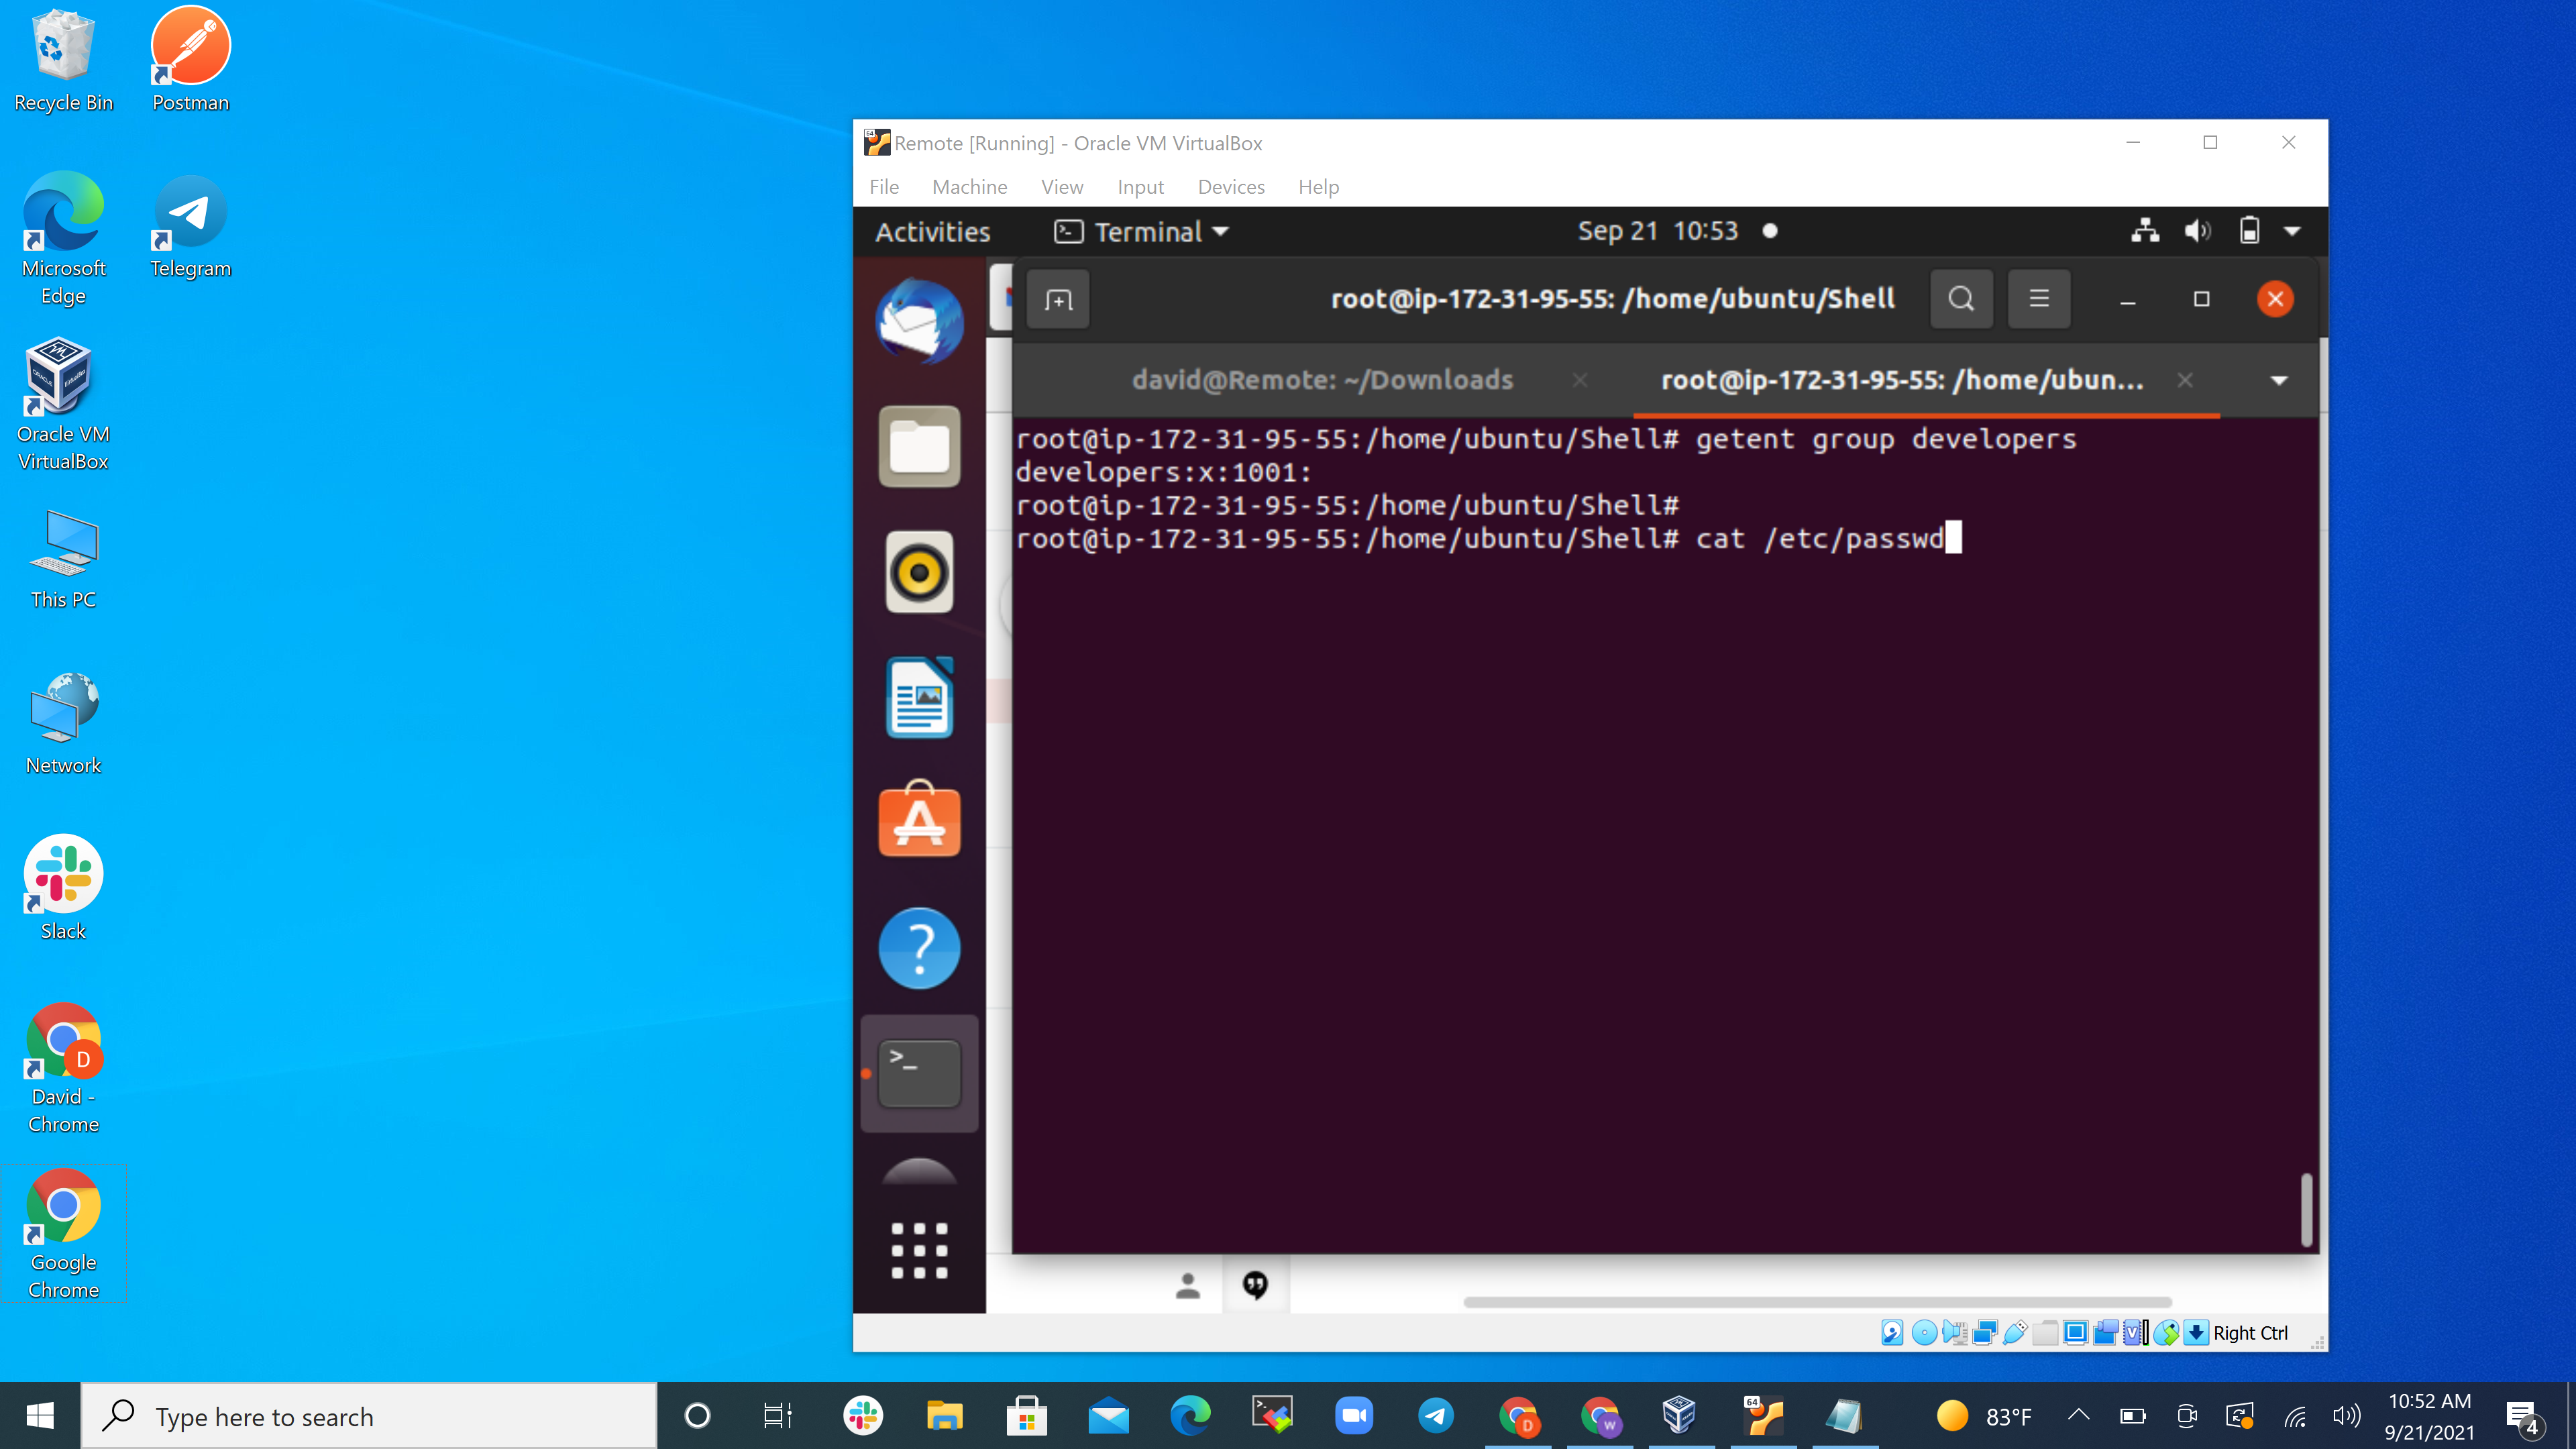 Recycle Bin
Postman
Microsoft
Edge
Telegram
Oracle VM
VirtualBox
This PC
Network
Slack
D
David -
Chrome
Google
Chrome
64
Remote [Running] - Oracle VM VirtualBox
File Machine View Input Devices Help
Activities
Terminal
Sep 21 10:53
root@ip-172-31-95-55: /home/ubuntu/Shell
david@Remote: ~/Downloads
root@ip-172-31-95-55: /home/ubun...
root@ip-172-31-95-55:/home/ubuntu/Shell# getent group developers
developers:x:1001:
root@ip-172-31-95-55:/home/ubuntu/Shell#
root@ip-172-31-95-55:/home/ubuntu/Shell# cat /etc/passwd
Right Ctrl
Type here to search
D
W
64
83°F
10:52 AM
9/21/2021
4